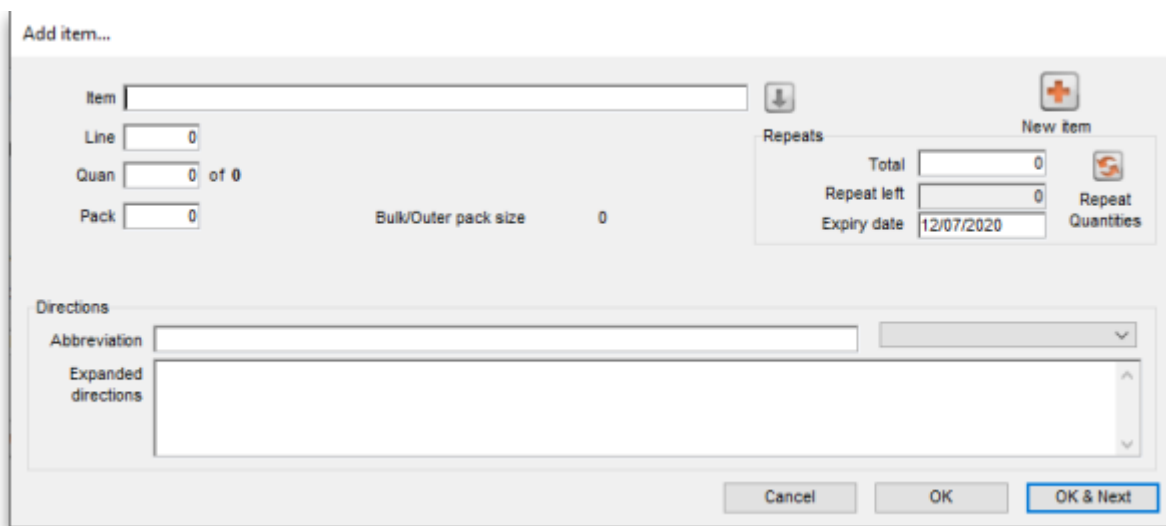 Add item...
Item
New item
Line 0
Repeats
Total 0
Quan 0 of 0
Repeat left 0
Repeat
Quantities
Pack 0 Bulk/Outer pack size 0
Expiry date 12/07/2020
Directions
Abbreviation
Expanded
directions
Cancel OK OK & Next